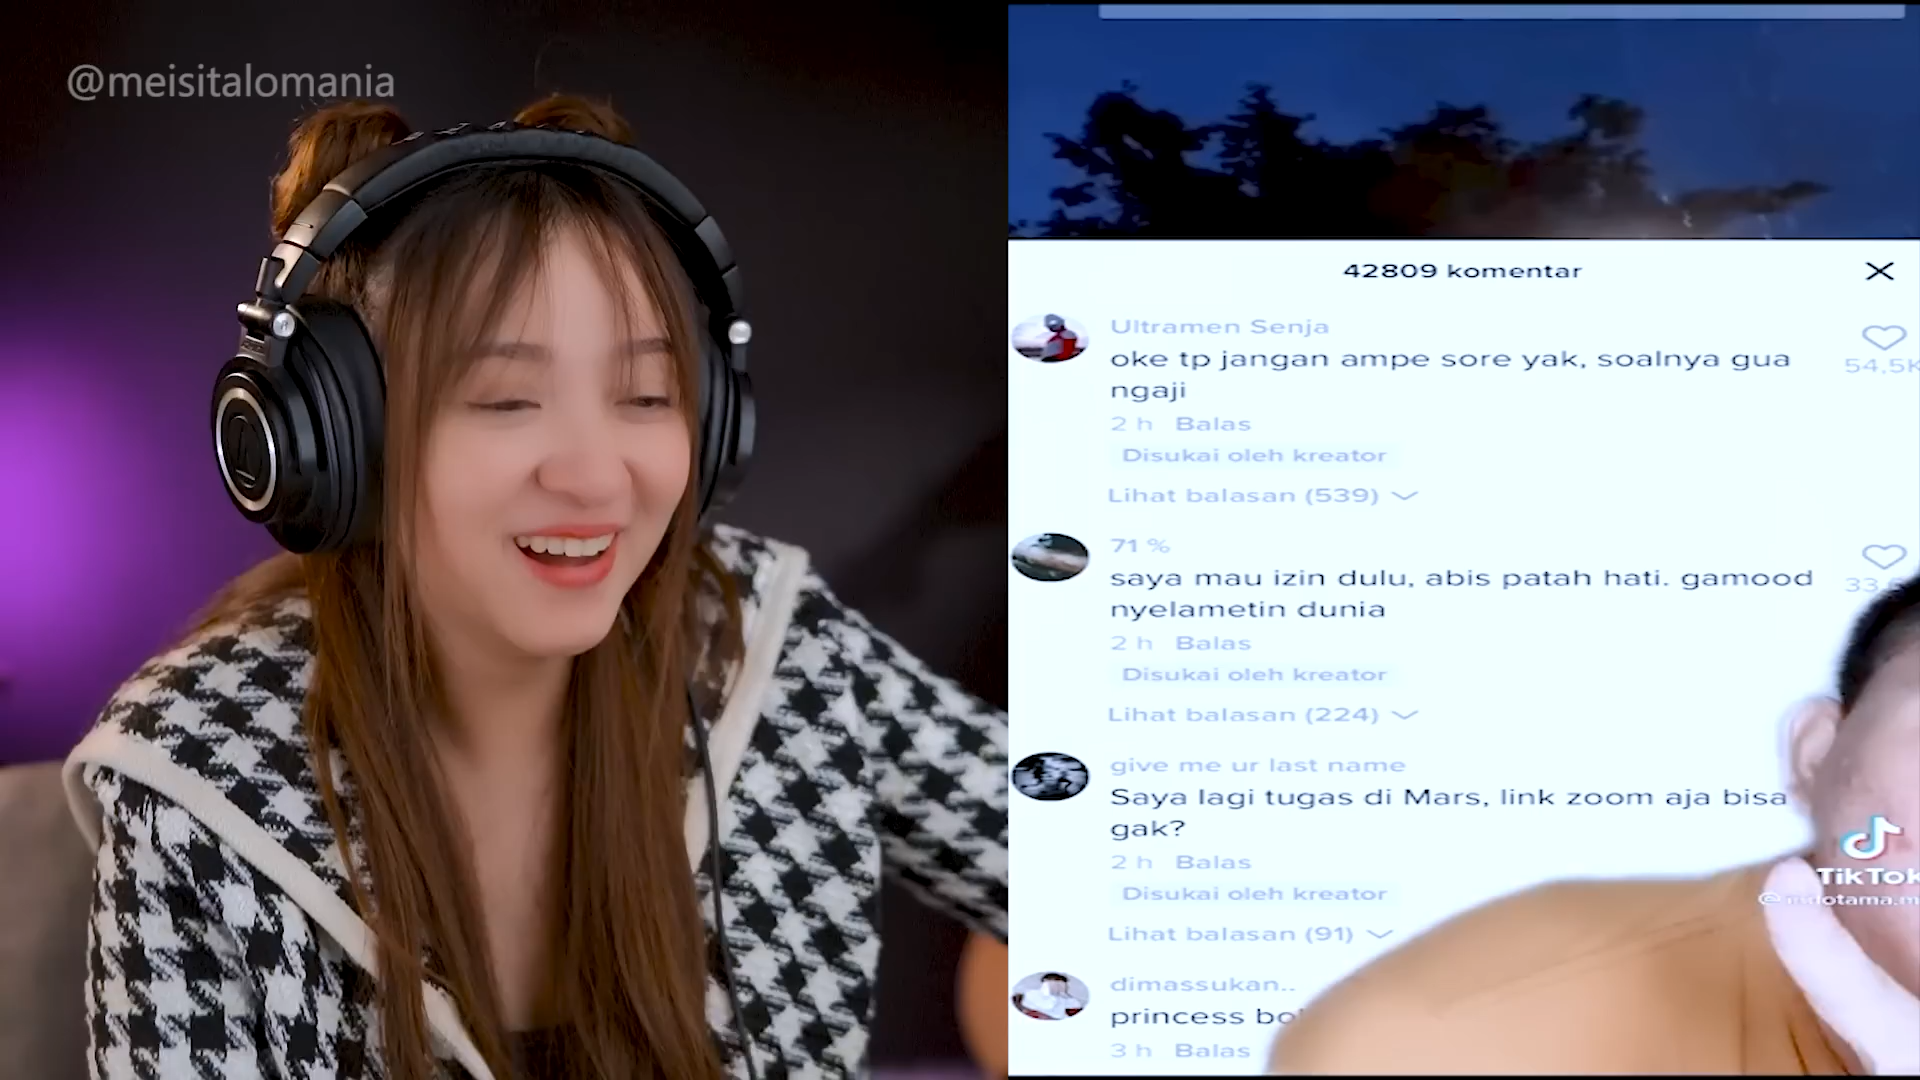 @meisitalomania
42809 komentar
Ultramen Senja
oke tp jangan ampe sore yak, soalnya gua
ngaji
54,5K
2 h Balas
Disukai oleh kreator
Lihat balasan (539)
71 %
saya mau izin dulu, abis patah hati. gamood
nyelametin dunia
2 h Balas
Disukai oleh kreator
Lihat balasan (224)
give me ur last name
Saya lagi tugas di Mars, link zoom aja bisa
gak?
2 h Balas
Disukai oleh kreator
Lihat balasan (91)
TikTok
dimassukan..
princess
3 h Balas